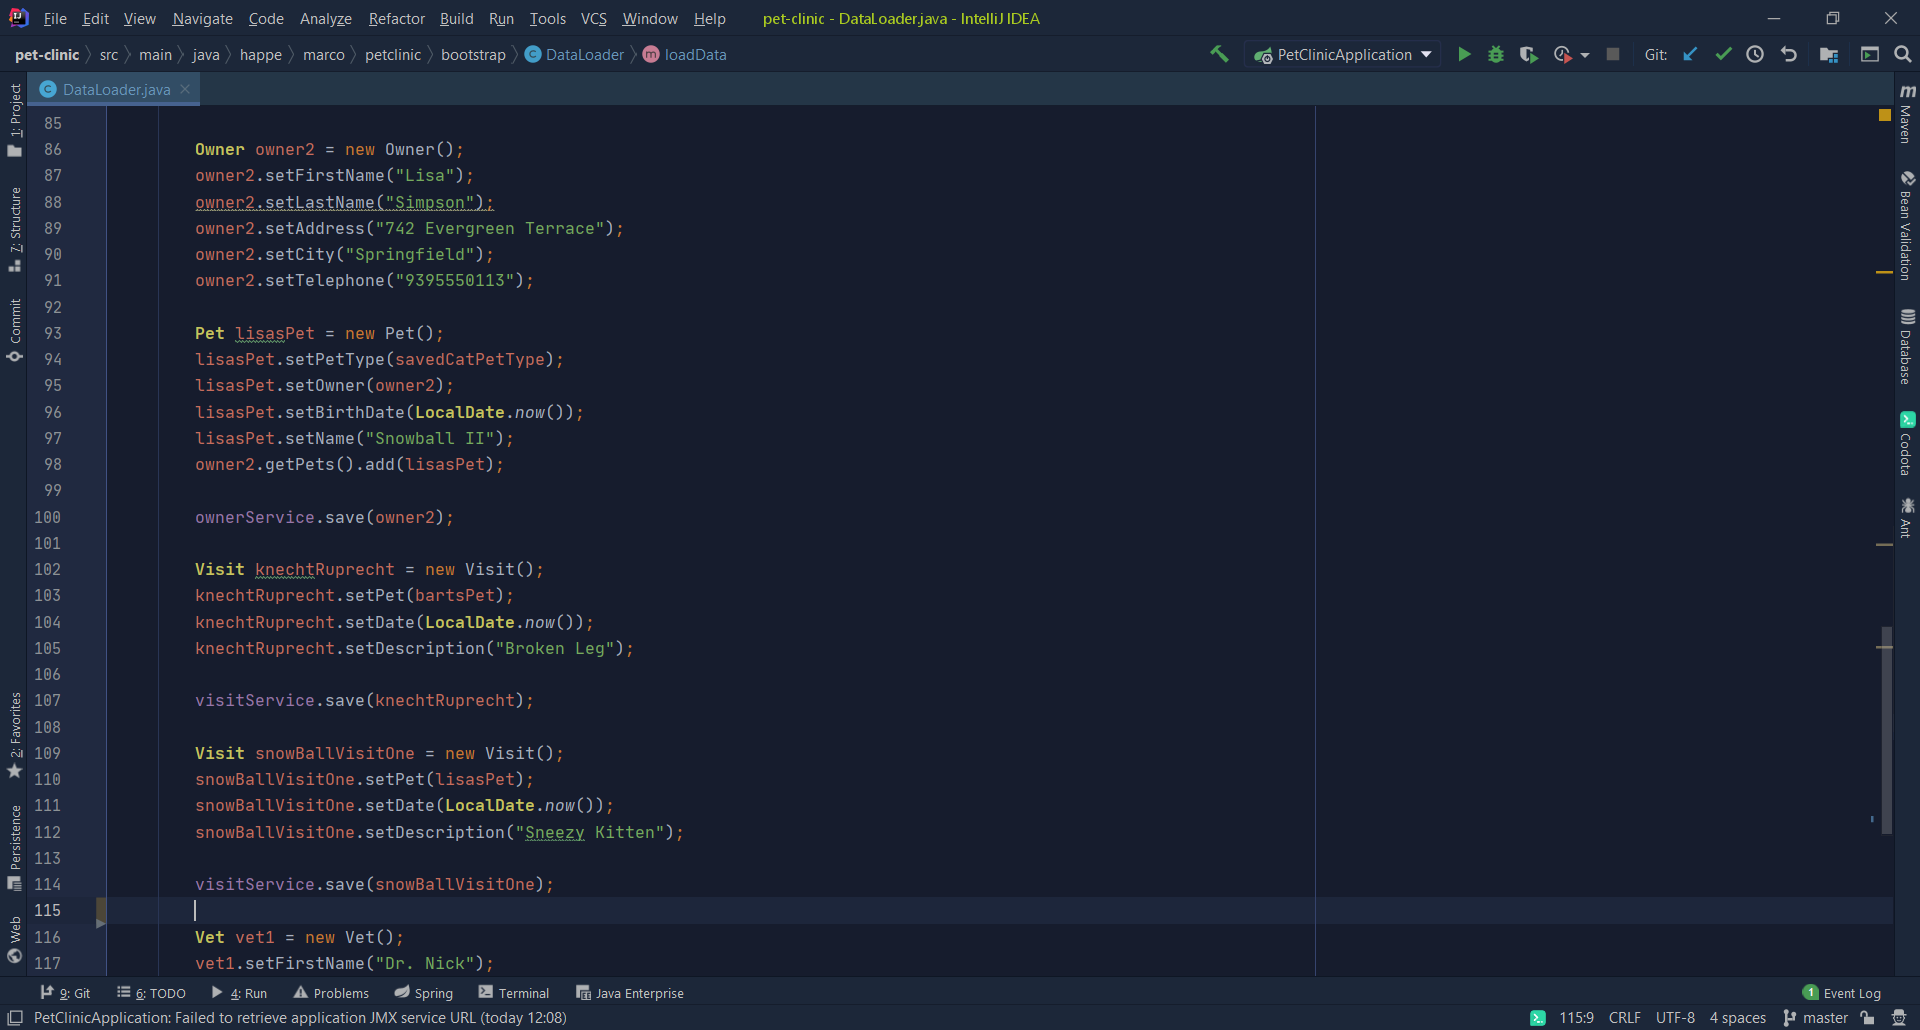 File Edit View Navigate Code Analyze Refactor Build Run Tools VCS Window Help pet-clinic - DataLoader.java - IntelliJ IDEA
pet-clinic src main java happe marco petclinic bootstrap C DataLoader m loadData PetClinicApplication Git:
C DataLoader.java
1: Project
7: Structure
Commit
2: Favorites
Persistence
Web
85
86 Owner owner2 = new Owner();
87 owner2.setFirstName("Lisa");
88 owner2.setLastName("Simpson");
89 owner2.setAddress("742 Evergreen Terrace");
90 owner2.setCity("Springfield");
91 owner2.setTelephone("9395550113");
92
93 Pet lisasPet = new Pet();
94 lisasPet.setPetType(savedCatPetType);
95 lisasPet.setOwner(owner2);
96 lisasPet.setBirthDate(LocalDate.now());
97 lisasPet.setName("Snowball II");
98 owner2.getPets().add(lisasPet);
99
100 ownerService.save(owner2);
101
102 Visit knechtRuprecht = new Visit();
103 knechtRuprecht.setPet(bartsPet);
104 knechtRuprecht.setDate(LocalDate.now());
105 knechtRuprecht.setDescription("Broken Leg");
106
107 visitService.save(knechtRuprecht);
108
109 Visit snowBallVisitOne = new Visit();
110 snowBallVisitOne.setPet(lisasPet);
111 snowBallVisitOne.setDate(LocalDate.now());
112 snowBallVisitOne.setDescription("Sneezy Kitten");
113
114 visitService.save(snowBallVisitOne);
115
116 Vet vet1 = new Vet();
117 vet1.setFirstName("Dr. Nick");
m Maven
Bean Validation
Database
Codota
Ant
9: Git 6: TODO 4: Run Problems Spring Terminal Java Enterprise 1 Event Log
PetClinicApplication: Failed to retrieve application JMX service URL (today 12:08) 115:9 CRLF UTF-8 4 spaces master